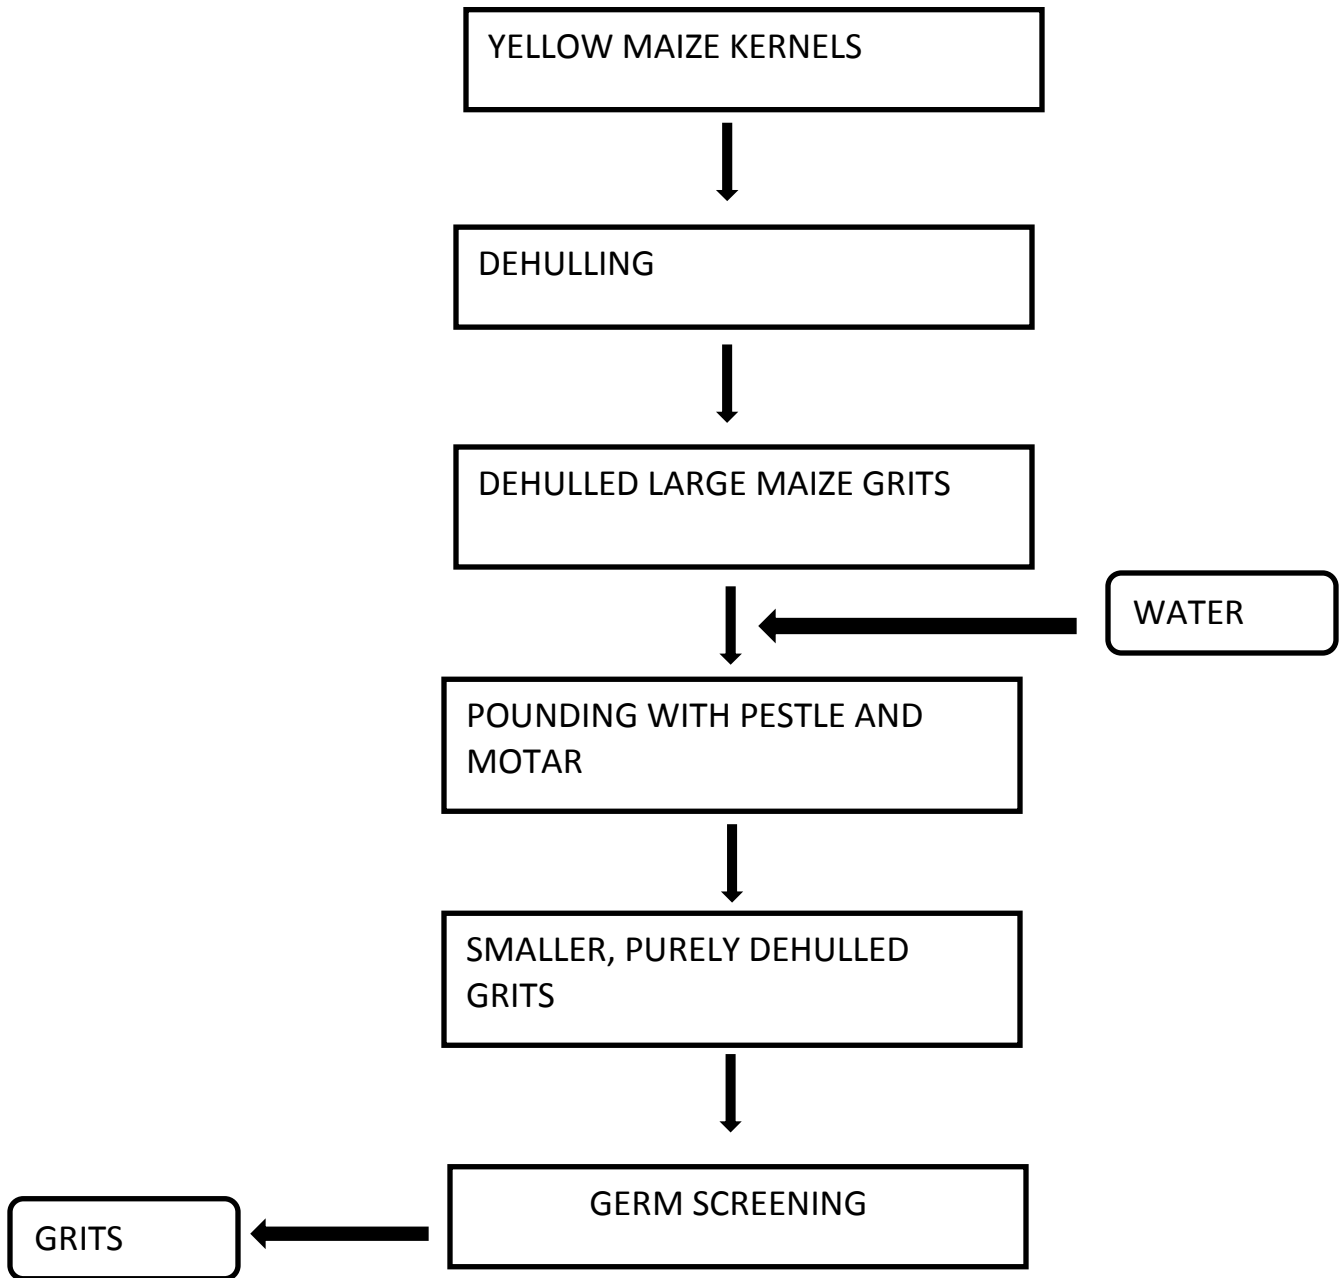 YELLOW MAIZE KERNELS
DEHULLING
DEHULLED LARGE MAIZE GRITS
WATER
POUNDING WITH PESTLE AND
MOTAR
SMALLER, PURELY DEHULLED
GRITS
GERM SCREENING
GRITS